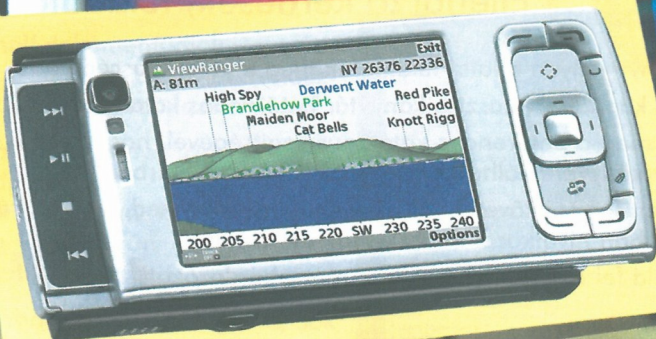 Exit
ViewRanger NY 26376 22336
A: 81m
High Spy Derwent Water Red Pike
Brandlehow Park Dodd
Maiden Moor Knott Rigg
Cat Bells
200 205 210 215 220 SW 230 235 240
Options